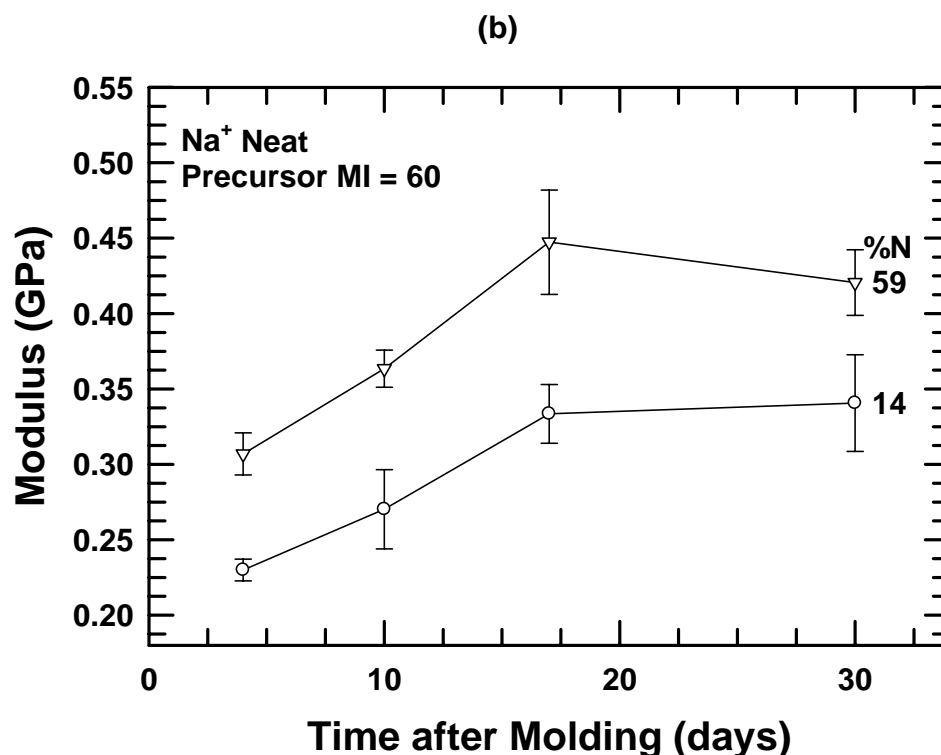 (b)
0.55
0.50
0.45
0.40
0.35
0.30
0.25
0.20
Modulus (GPa)
Na⁺ Neat
Precursor MI = 60
%N
59
14
0 10 20 30
Time after Molding (days)